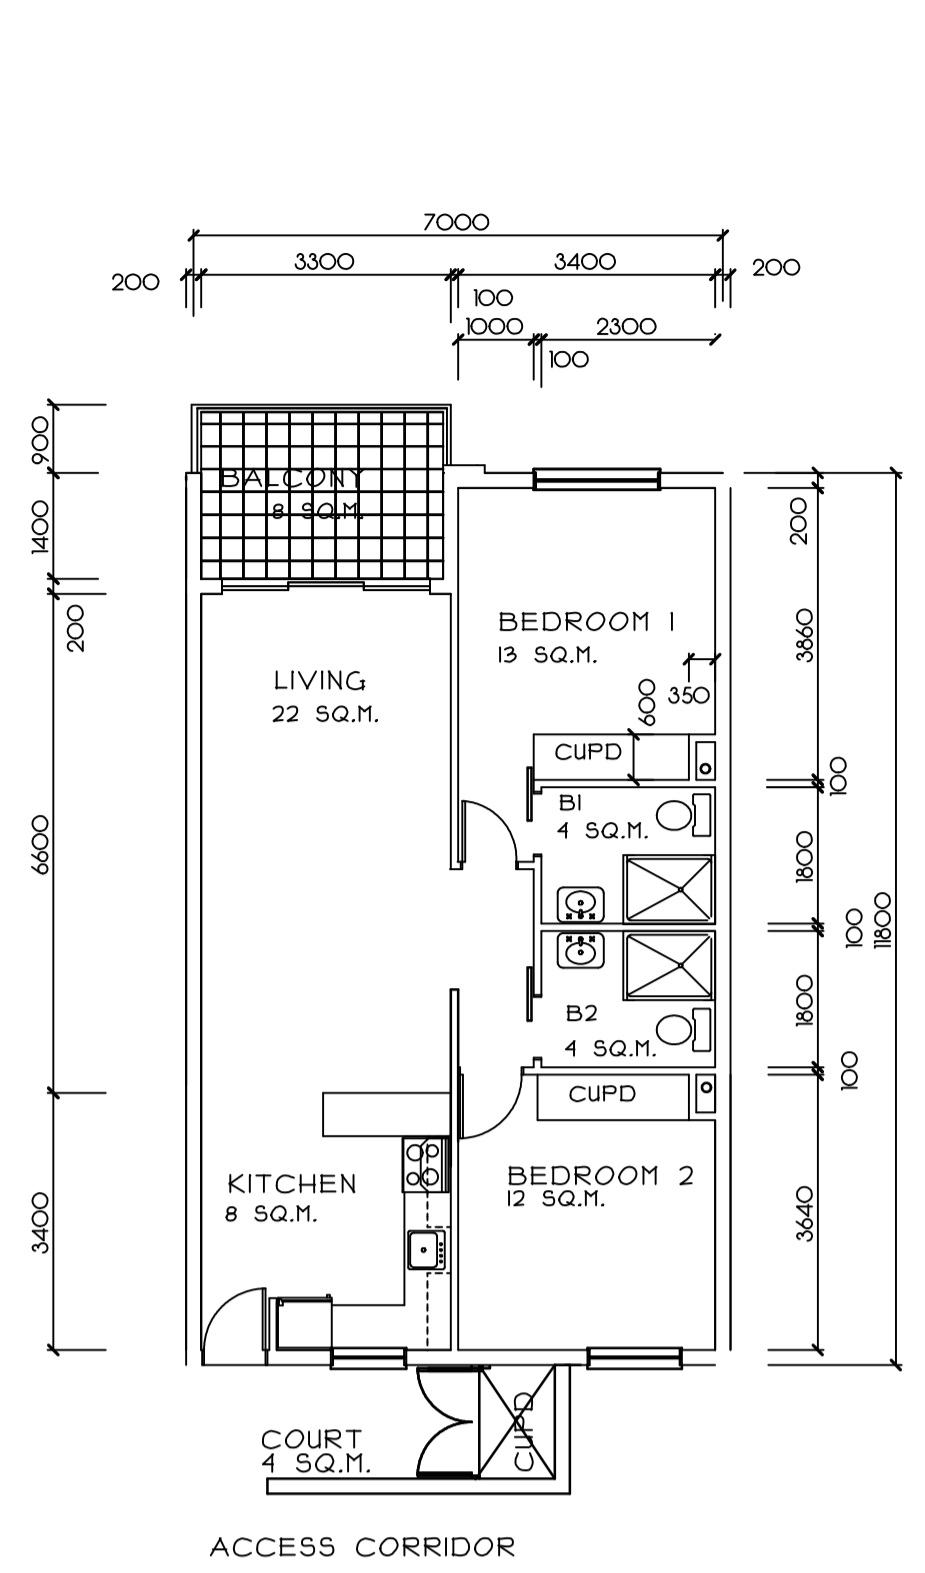 7000
3300
3400
200
200
100
1000
2300
100
900
BALCONY
8 SQ.M.
1400
200
200
BEDROOM 1
13 SQ.M.
3860
LIVING
22 SQ.M.
600
350
CUPD
100
B1
4 SQ.M.
6600
1800
100
11800
1800
B2
4 SQ.M.
100
CUPD
KITCHEN
8 SQ.M.
BEDROOM 2
12 SQ.M.
3400
3640
CUPD
COURT
4 SQ.M.
ACCESS CORRIDOR